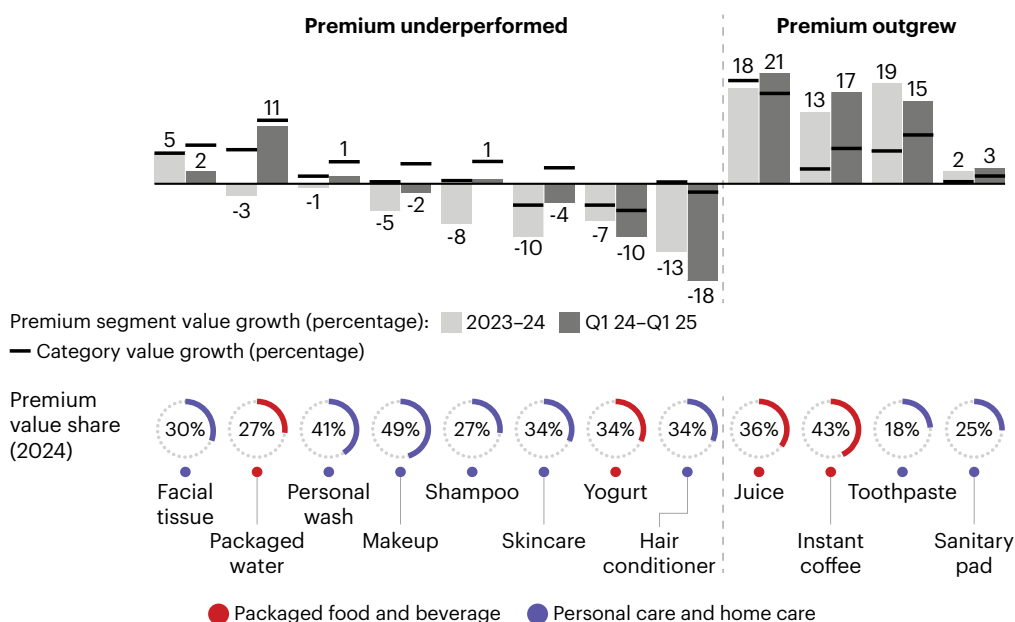 Premium underperformed
Premium outgrew
5
2
-3
11
-1
1
-5
-2
-8
1
-10
-4
-7
-10
-13
-18
18
21
13
17
19
15
2
3
Premium segment value growth (percentage): 2023–24 Q1 24–Q1 25
Category value growth (percentage)
Premium
value share
(2024)
30% 27% 41% 49% 27% 34% 34% 34% 36% 43% 18% 25%
Facial
tissue
Packaged
water
Personal
wash
Makeup
Shampoo
Skincare
Yogurt
Hair
conditioner
Juice
Instant
coffee
Toothpaste
Sanitary
pad
Packaged food and beverage Personal care and home care